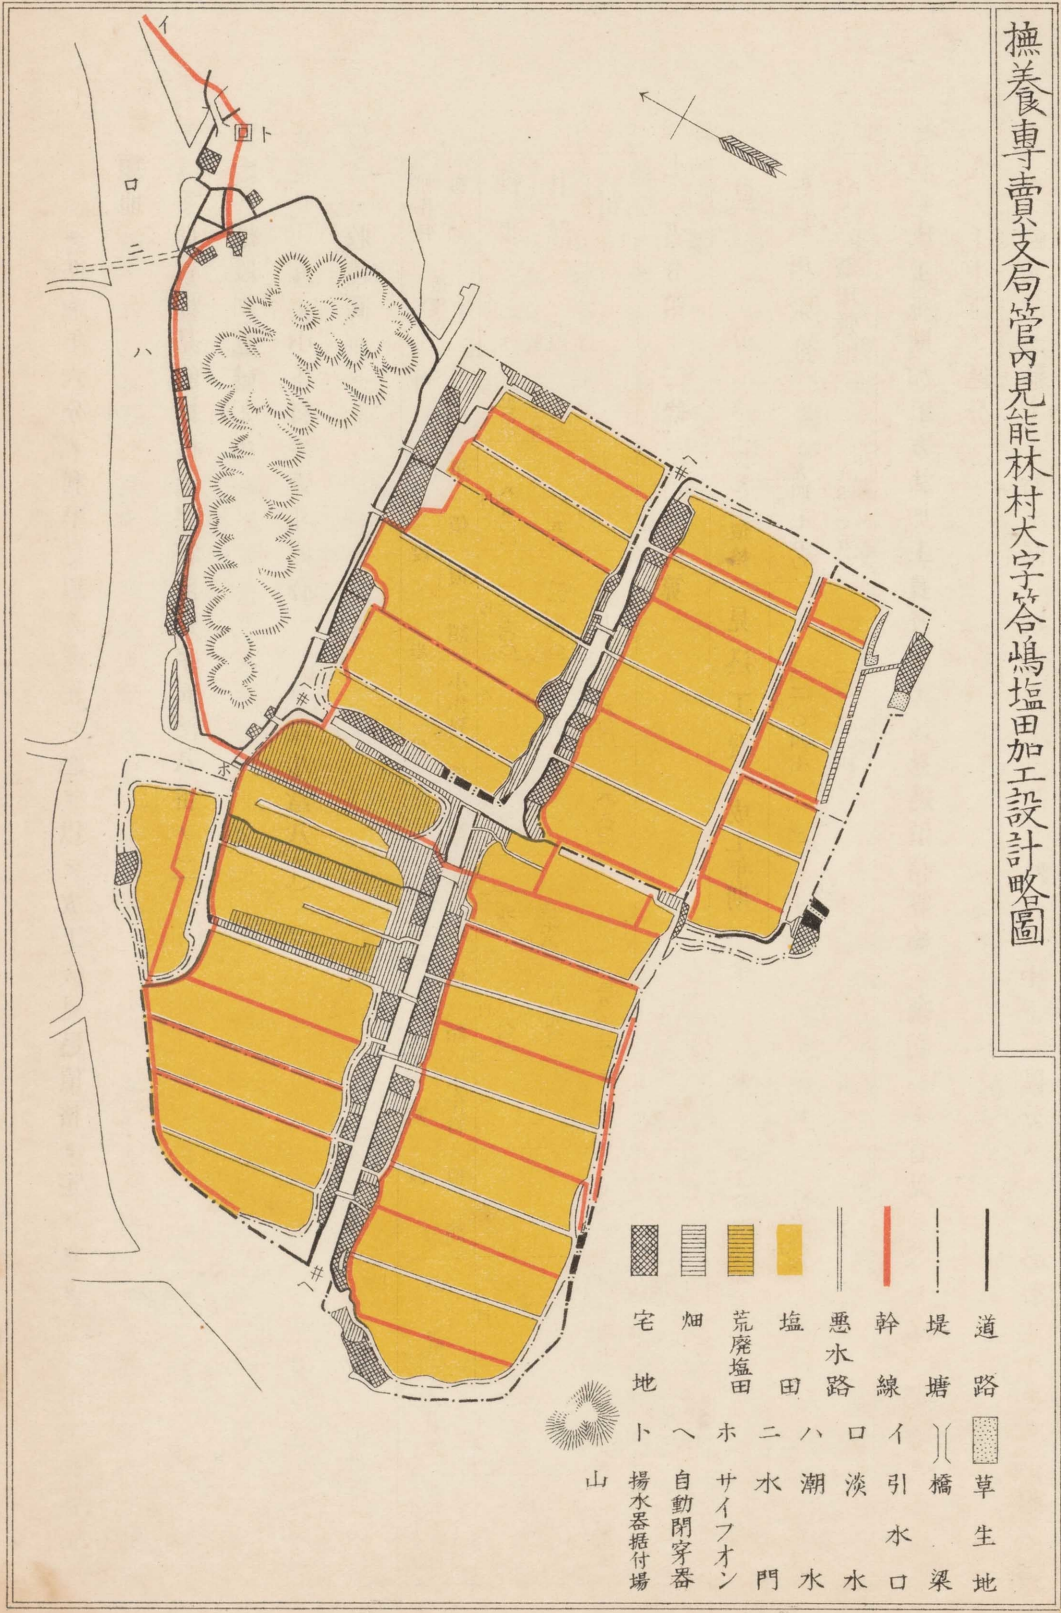 撫養專賣支局管内見能林村大字答嶋塩田加工設計略圖
道路
堤塘
幹線
悪水路
塩田
荒廃塩田
畑
宅地
草生地
橋梁
イ 引水口
ロ 淡水
ハ 潮水
ニ 水門
ホ サイフオン
ヘ 自動閉穿器
ト 揚水器据付場
山
イ
ト
ロ
ニ
ハ
ヘ
ヘ
ホ
ヘ